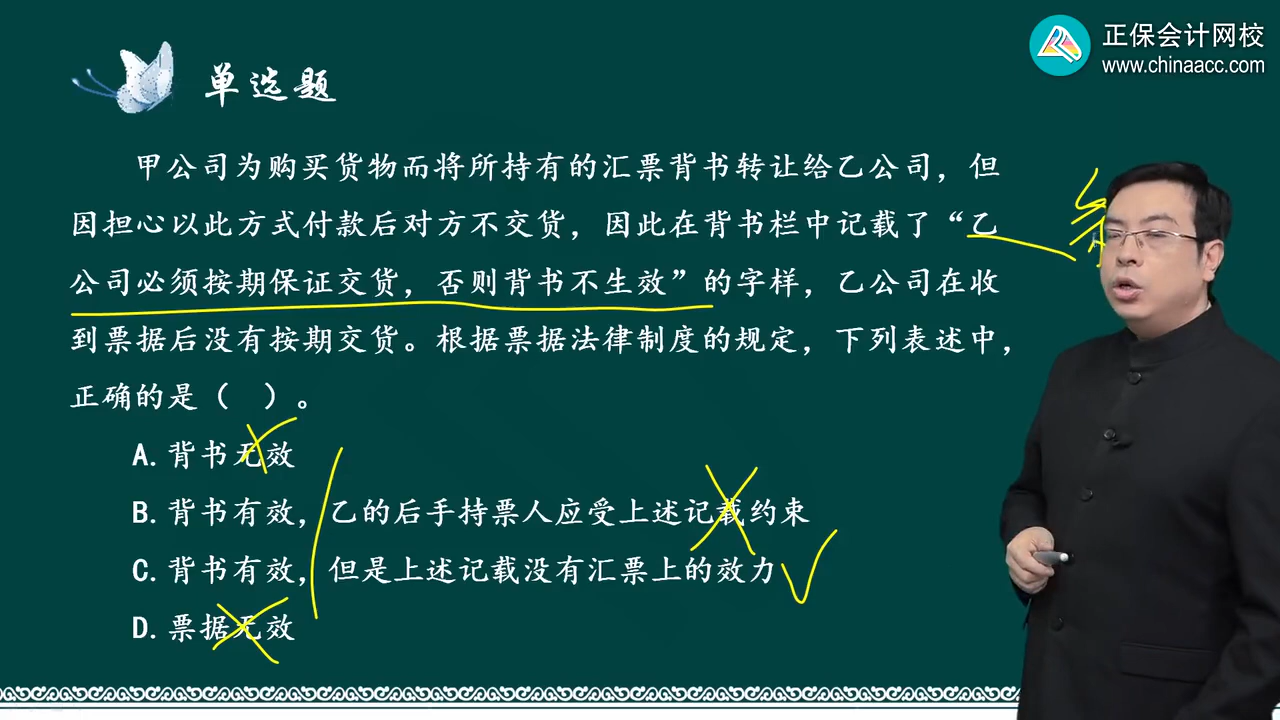 正保会计网校
www.chinaacc.com
单选题
甲公司为购买货物而将所持有的汇票背书转让给乙公司，但
因担心以此方式付款后对方不交货，因此在背书栏中记载了“乙
公司必须按期保证交货，否则背书不生效”的字样，乙公司在收
到票据后没有按期交货。根据票据法律制度的规定，下列表述中，
正确的是（ ）。
A. 背书无效
B. 背书有效，乙的后手持票人应受上述记载约束
C. 背书有效，但是上述记载没有汇票上的效力
D. 票据无效